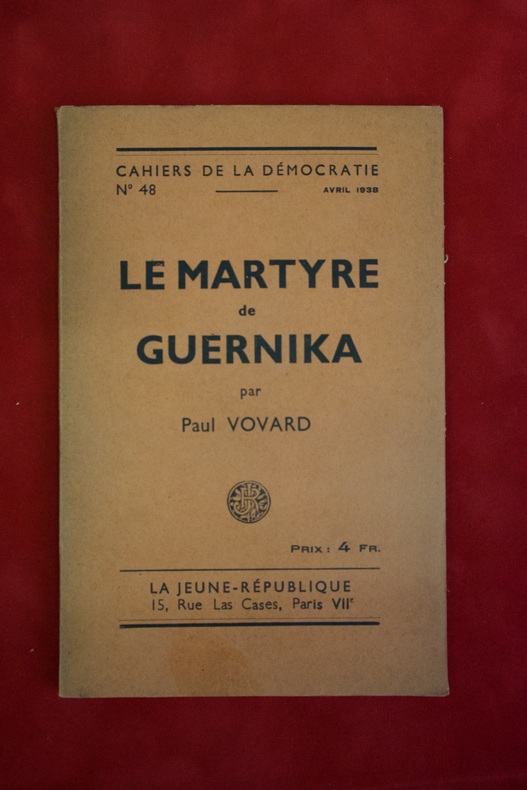 CAHIERS DE LA DÉMOCRATIE
N° 48 AVRIL 1938
LE MARTYRE
de
GUERNIKA
par
Paul VOVARD
PRIX : 4 FR.
LA JEUNE-RÉPUBLIQUE
15, Rue Las Cases, Paris VIIe